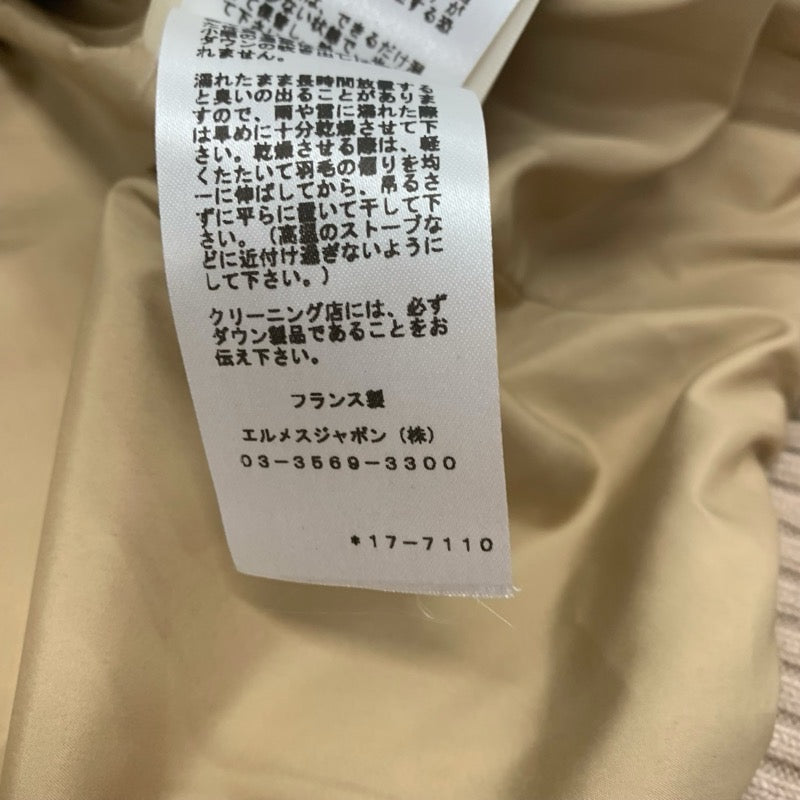 れません。
濡れたまま長時間放置する
と臭いの出ることがありま
すので、雨や雪に濡れた際
は早めに十分乾燥させて下
さい。乾燥させる際は、軽
くたたいて羽毛の偏りを均
一に伸ばしてから、吊るさ
ずに平らに置いて干して下
さい。（高温のストーブな
どに近付け過ぎないように
して下さい。）
クリーニング店には、必ず
ダウン製品であることをお
伝え下さい。
フランス製
エルメスジャポン（株）
03-3569-3300
*17-7110